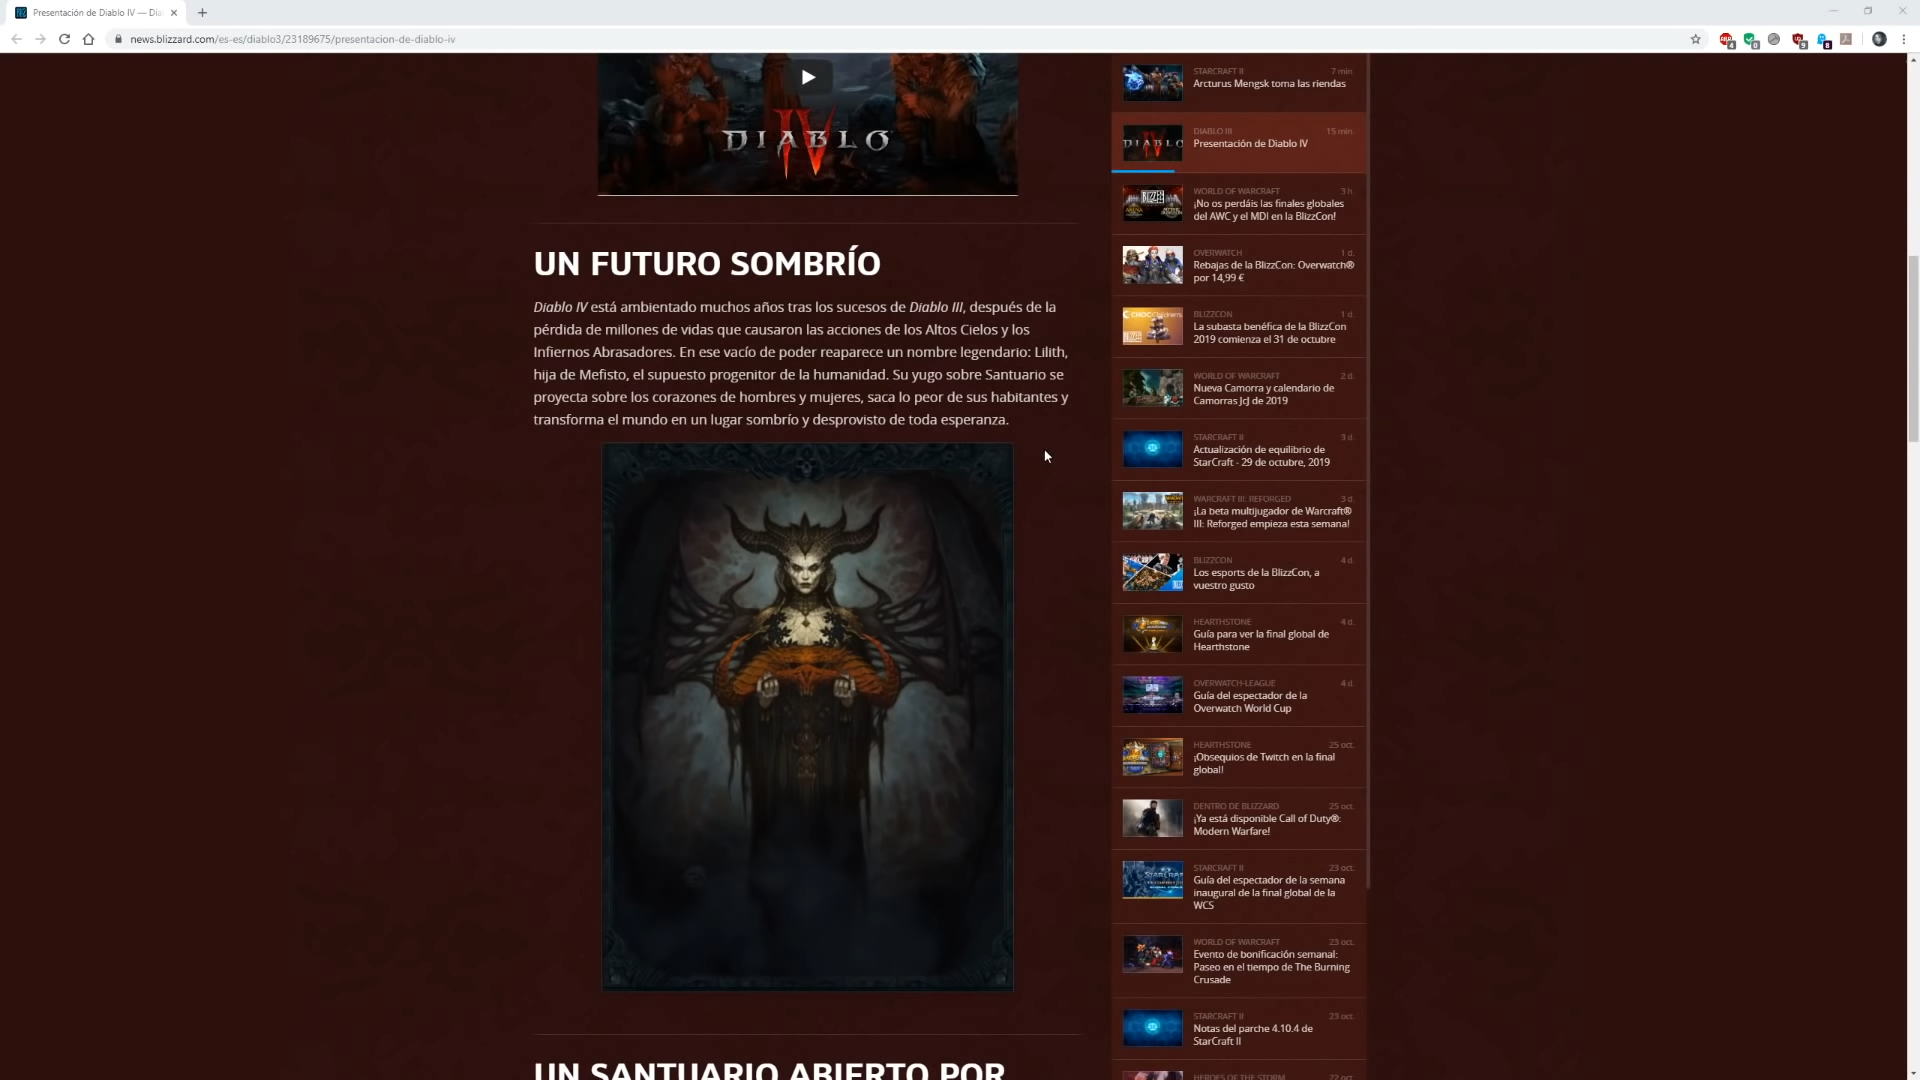 Presentación de Diablo IV — Dia
news.blizzard.com/es-es/diablo3/23189675/presentacion-de-diablo-iv
DIABLO
IV
UN FUTURO SOMBRÍO
Diablo IV está ambientado muchos años tras los sucesos de Diablo III, después de la
pérdida de millones de vidas que causaron las acciones de los Altos Cielos y los
Infiernos Abrasadores. En ese vacío de poder reaparece un nombre legendario: Lilith,
hija de Mefisto, el supuesto progenitor de la humanidad. Su yugo sobre Santuario se
proyecta sobre los corazones de hombres y mujeres, saca lo peor de sus habitantes y
transforma el mundo en un lugar sombrío y desprovisto de toda esperanza.
UN SANTUARIO ABIERTO POR
STARCRAFT II 7 min.
Arcturus Mengsk toma las riendas
DIABLO III 15 min.
Presentación de Diablo IV
WORLD OF WARCRAFT 3 h.
¡No os perdáis las finales globales
del AWC y el MDI en la BlizzCon!
OVERWATCH 1 d.
Rebajas de la BlizzCon: Overwatch®
por 14,99 €
BLIZZCON 1 d.
La subasta benéfica de la BlizzCon
2019 comienza el 31 de octubre
WORLD OF WARCRAFT 2 d.
Nueva Camorra y calendario de
Camorras JcJ de 2019
STARCRAFT II 3 d.
Actualización de equilibrio de
StarCraft - 29 de octubre, 2019
WARCRAFT III: REFORGED 3 d.
¡La beta multijugador de Warcraft®
III: Reforged empieza esta semana!
BLIZZCON 4 d.
Los esports de la BlizzCon, a
vuestro gusto
HEARTHSTONE 4 d.
Guía para ver la final global de
Hearthstone
OVERWATCH-LEAGUE 4 d.
Guía del espectador de la
Overwatch World Cup
HEARTHSTONE 25 oct.
¡Obsequios de Twitch en la final
global!
DENTRO DE BLIZZARD 25 oct.
¡Ya está disponible Call of Duty®:
Modern Warfare!
STARCRAFT II 23 oct.
Guía del espectador de la semana
inaugural de la final global de la
WCS
WORLD OF WARCRAFT 23 oct.
Evento de bonificación semanal:
Paseo en el tiempo de The Burning
Crusade
STARCRAFT II 23 oct.
Notas del parche 4.10.4 de
StarCraft II
HEROES OF THE STORM 22 oct.